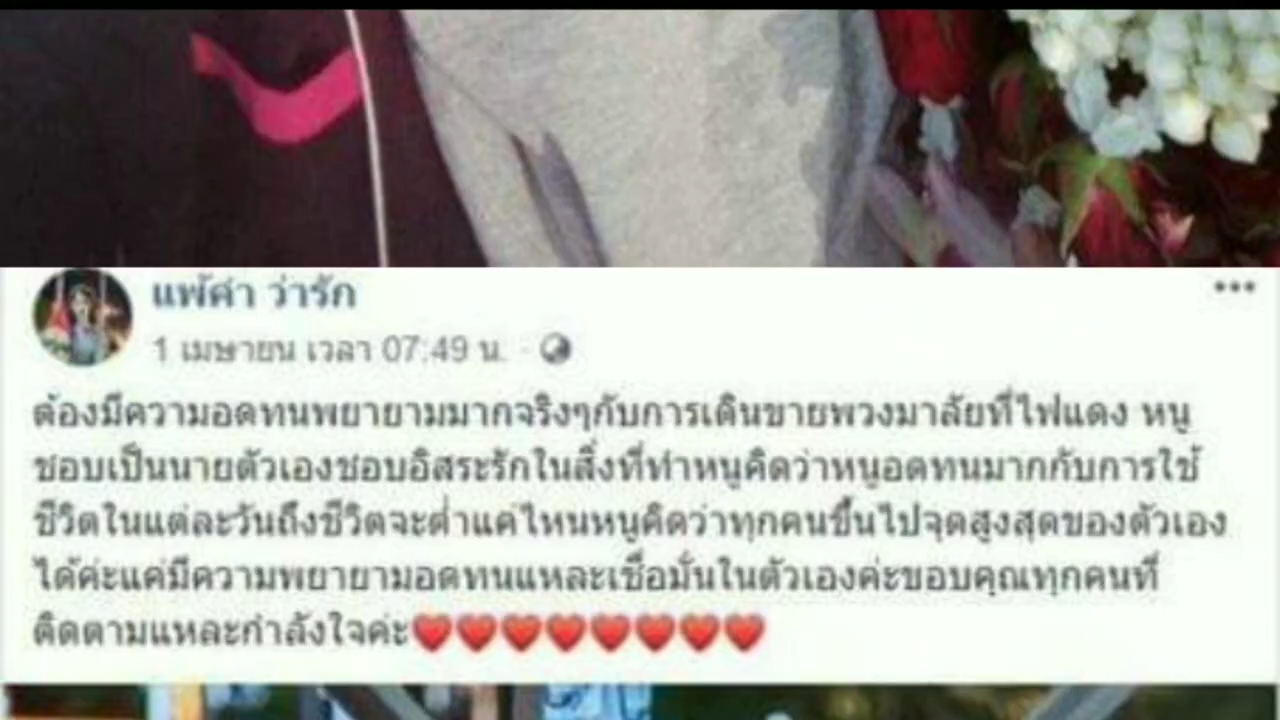 แพ้คำ ว่ารัก
1 เมษายน เวลา 07:49 น.
ต้องมีความอดทนพยายามมากจริงๆกับการเดินขายพวงมาลัยที่ไฟแดง หนู
ชอบเป็นนายตัวเองชอบอิสระรักในสิ่งที่ทำหนูคิดว่าหนูอดทนมากกับการใช้
ชีวิตในแต่ละวันถึงชีวิตจะต่ำแค่ไหนหนูคิดว่าทุกคนขึ้นไปจุดสูงสุดของตัวเอง
ได้ค่ะแค่มีความพยายามอดทนแหละเชื่อมั่นในตัวเองค่ะขอบคุณทุกคนที่
ติดตามแหละกำลังใจค่ะ❤️❤️❤️❤️❤️❤️❤️❤️